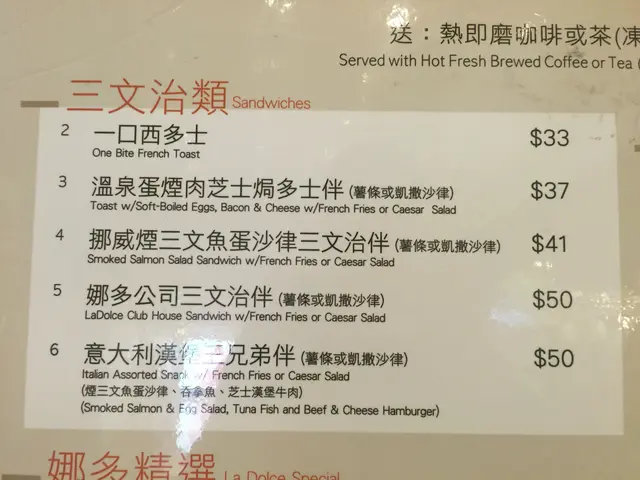 送：熱即磨咖啡或茶(凍
Served with Hot Fresh Brewed Coffee or Tea (
三文治類 Sandwiches
2 一口西多士 $33
One Bite French Toast
3 溫泉蛋煙肉芝士焗多士伴 (薯條或凱撒沙律) $37
Toast w/Soft-Boiled Eggs, Bacon & Cheese w/French Fries or Caesar Salad
4 挪威煙三文魚蛋沙律三文治伴 (薯條或凱撒沙律) $41
Smoked Salmon Salad Sandwich w/French Fries or Caesar Salad
5 娜多公司三文治伴 (薯條或凱撒沙律) $50
LaDolce Club House Sandwich w/French Fries or Caesar Salad
6 意大利漢堡三兄弟伴 (薯條或凱撒沙律) $50
Italian Assorted Snack w/ French Fries or Caesar Salad
(煙三文魚蛋沙律、吞拿魚、芝士漢堡牛肉)
(Smoked Salmon & Egg Salad, Tuna Fish and Beef & Cheese Hamburger)
娜多精選 La Dolce Special